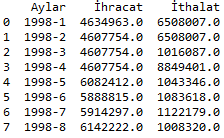 Aylar İhracat İthalat
0 1998-1 4634963.0 6508007.0
1 1998-2 4607754.0 6508007.0
2 1998-3 4607754.0 1016087.0
3 1998-4 4607754.0 8849401.0
4 1998-5 6082412.0 1043346.0
5 1998-6 5888815.0 1083618.0
6 1998-7 5914297.0 1122179.0
7 1998-8 6142222.0 1008320.0